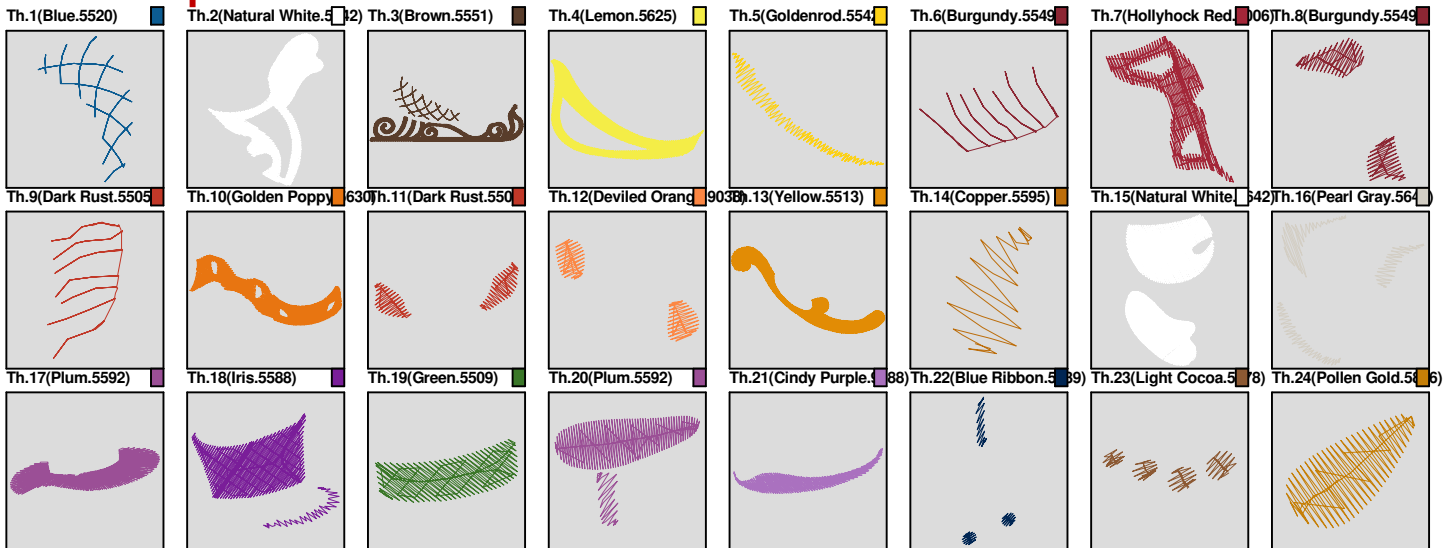 Th.1(Blue.5520) Th.2(Natural White.5642) Th.3(Brown.5551) Th.4(Lemon.5625) Th.5(Goldenrod.5542 Th.6(Burgundy.5549 Th.7(Hollyhock Red. 006) Th.8(Burgundy.5549
Th.9(Dark Rust.5505 Th.10(Golden Poppy. 630) Th.11(Dark Rust.550 Th.12(Deviled Orang 9038) Th.13(Yellow.5513) Th.14(Copper.5595) Th.15(Natural White. 642) Th.16(Pearl Gray.564 )
Th.17(Plum.5592) Th.18(Iris.5588) Th.19(Green.5509) Th.20(Plum.5592) Th.21(Cindy Purple.9 88) Th.22(Blue Ribbon.5 39) Th.23(Light Cocoa.5 78) Th.24(Pollen Gold.58 6)